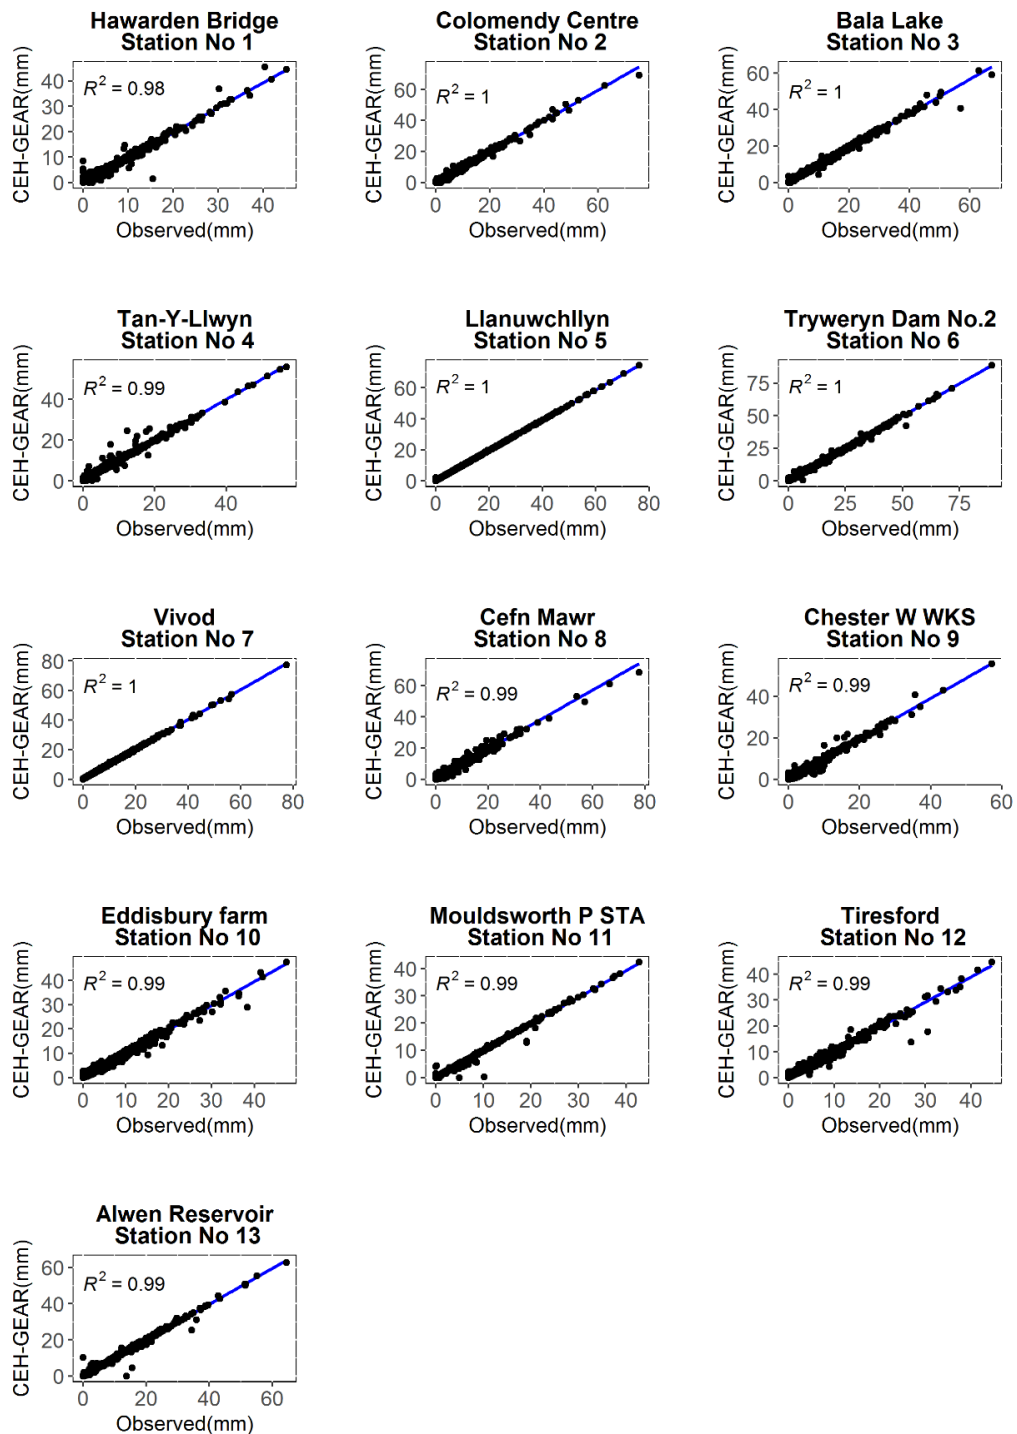 Hawarden Bridge
Station No 1
CEH-GEAR(mm)
40
30
20
10
0
R² = 0.98
0 10 20 30 40
Observed(mm)
Colomendy Centre
Station No 2
CEH-GEAR(mm)
60
40
20
0
R² = 1
0 20 40 60
Observed(mm)
Bala Lake
Station No 3
CEH-GEAR(mm)
60
40
20
0
R² = 1
0 20 40 60
Observed(mm)
Tan-Y-Llwyn
Station No 4
CEH-GEAR(mm)
40
20
0
R² = 0.99
0 20 40
Observed(mm)
Llanuwchllyn
Station No 5
CEH-GEAR(mm)
60
40
20
0
R² = 1
0 20 40 60 80
Observed(mm)
Tryweryn Dam No.2
Station No 6
CEH-GEAR(mm)
75
50
25
0
R² = 1
0 25 50 75
Observed(mm)
Vivod
Station No 7
CEH-GEAR(mm)
80
60
40
20
0
R² = 1
0 20 40 60 80
Observed(mm)
Cefn Mawr
Station No 8
CEH-GEAR(mm)
60
40
20
0
R² = 0.99
0 20 40 60 80
Observed(mm)
Chester W WKS
Station No 9
CEH-GEAR(mm)
40
20
0
R² = 0.99
0 20 40 60
Observed(mm)
Eddisbury farm
Station No 10
CEH-GEAR(mm)
40
30
20
10
0
R² = 0.99
0 10 20 30 40
Observed(mm)
Mouldsworth P STA
Station No 11
CEH-GEAR(mm)
40
30
20
10
0
R² = 0.99
0 10 20 30 40
Observed(mm)
Tiresford
Station No 12
CEH-GEAR(mm)
40
30
20
10
0
R² = 0.99
0 10 20 30 40
Observed(mm)
Alwen Reservoir
Station No 13
CEH-GEAR(mm)
60
40
20
0
R² = 0.99
0 20 40 60
Observed(mm)